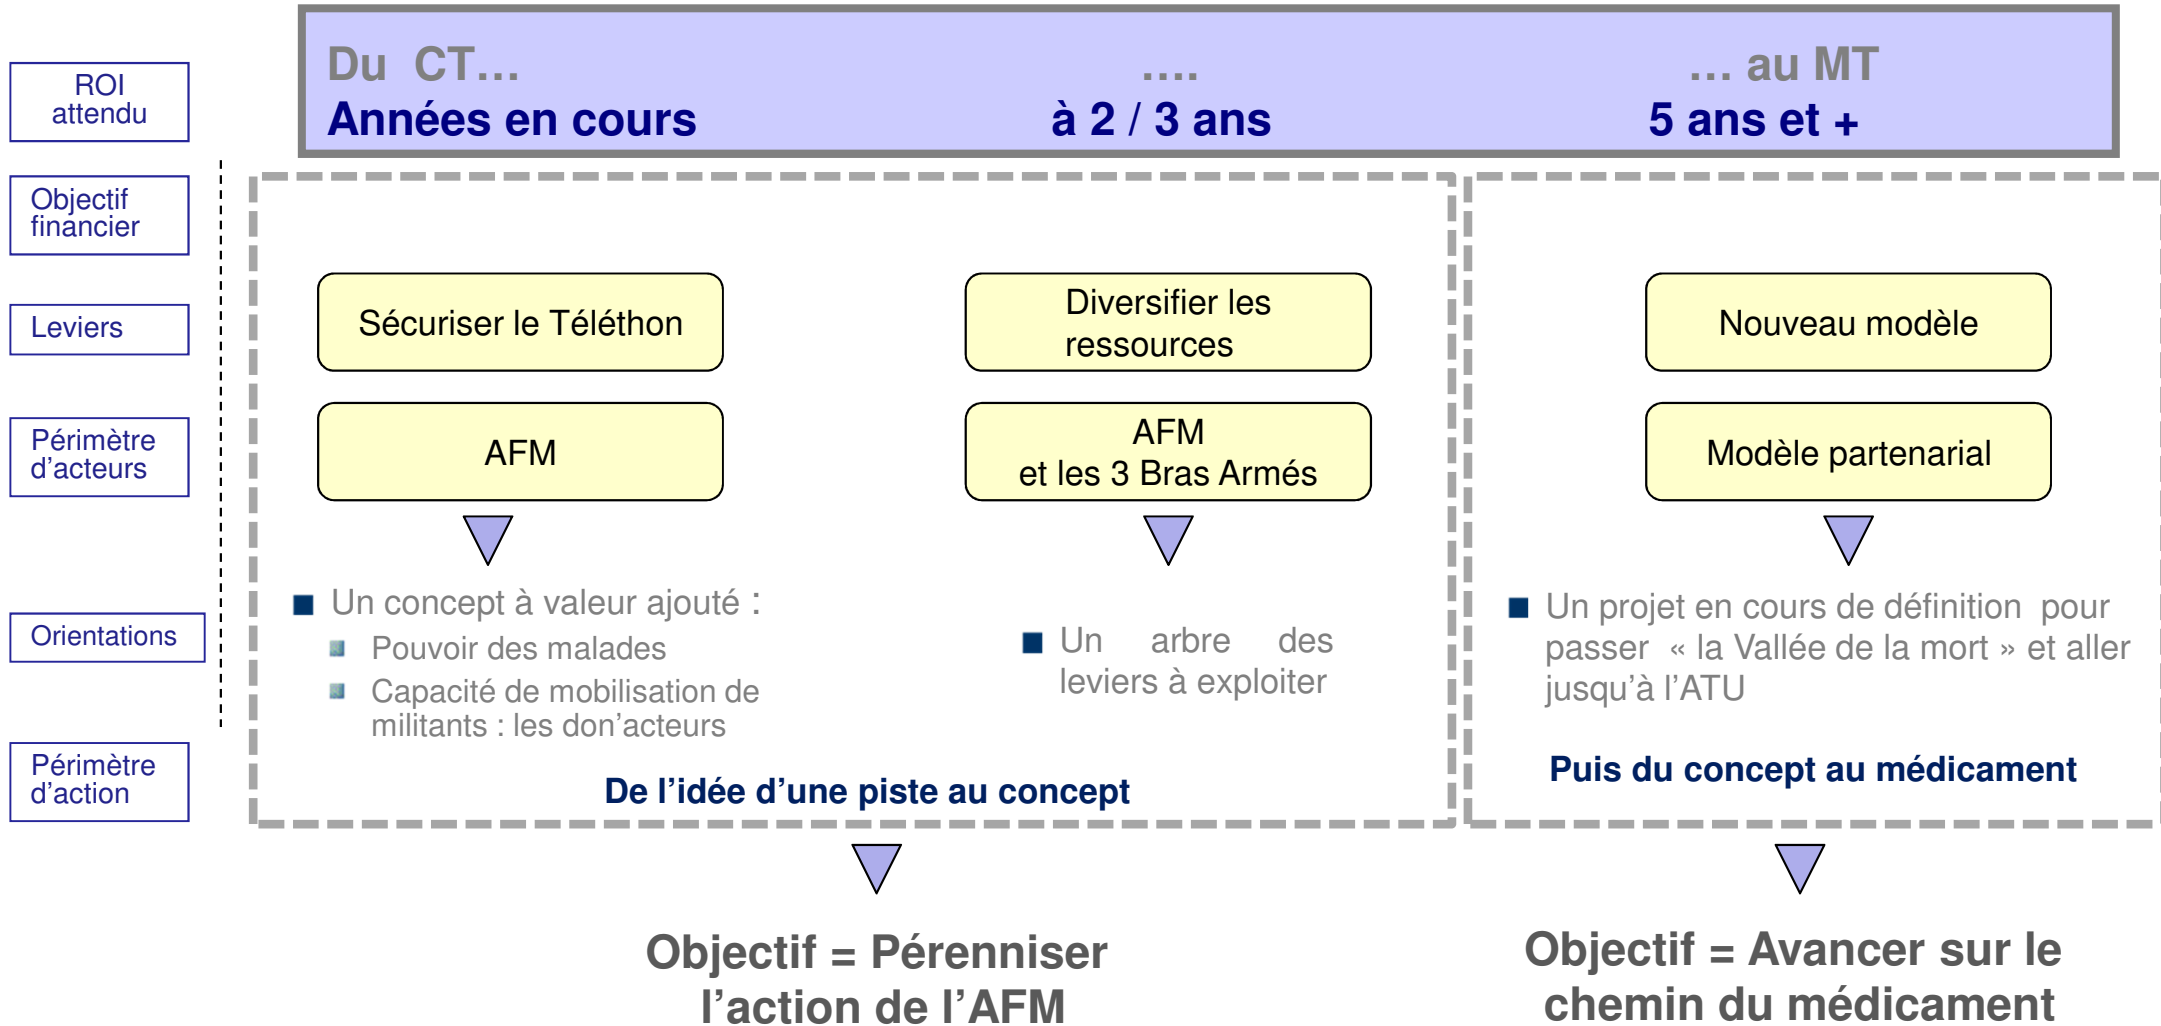 ROI
attendu
Du CT…
….
… au MT
Années en cours
à 2 / 3 ans
5 ans et +
Objectif
financier
Leviers
Sécuriser le Téléthon
Diversifier les
ressources
Nouveau modèle
Périmètre
d’acteurs
AFM
AFM
et les 3 Bras Armés
Modèle partenarial
Orientations
Un concept à valeur ajouté :
Pouvoir des malades
Capacité de mobilisation de
militants : les don’acteurs
Un arbre des
leviers à exploiter
Un projet en cours de définition pour
passer « la Vallée de la mort » et aller
jusqu’à l’ATU
Périmètre
d’action
De l’idée d’une piste au concept
Puis du concept au médicament
Objectif = Pérenniser
l’action de l’AFM
Objectif = Avancer sur le
chemin du médicament